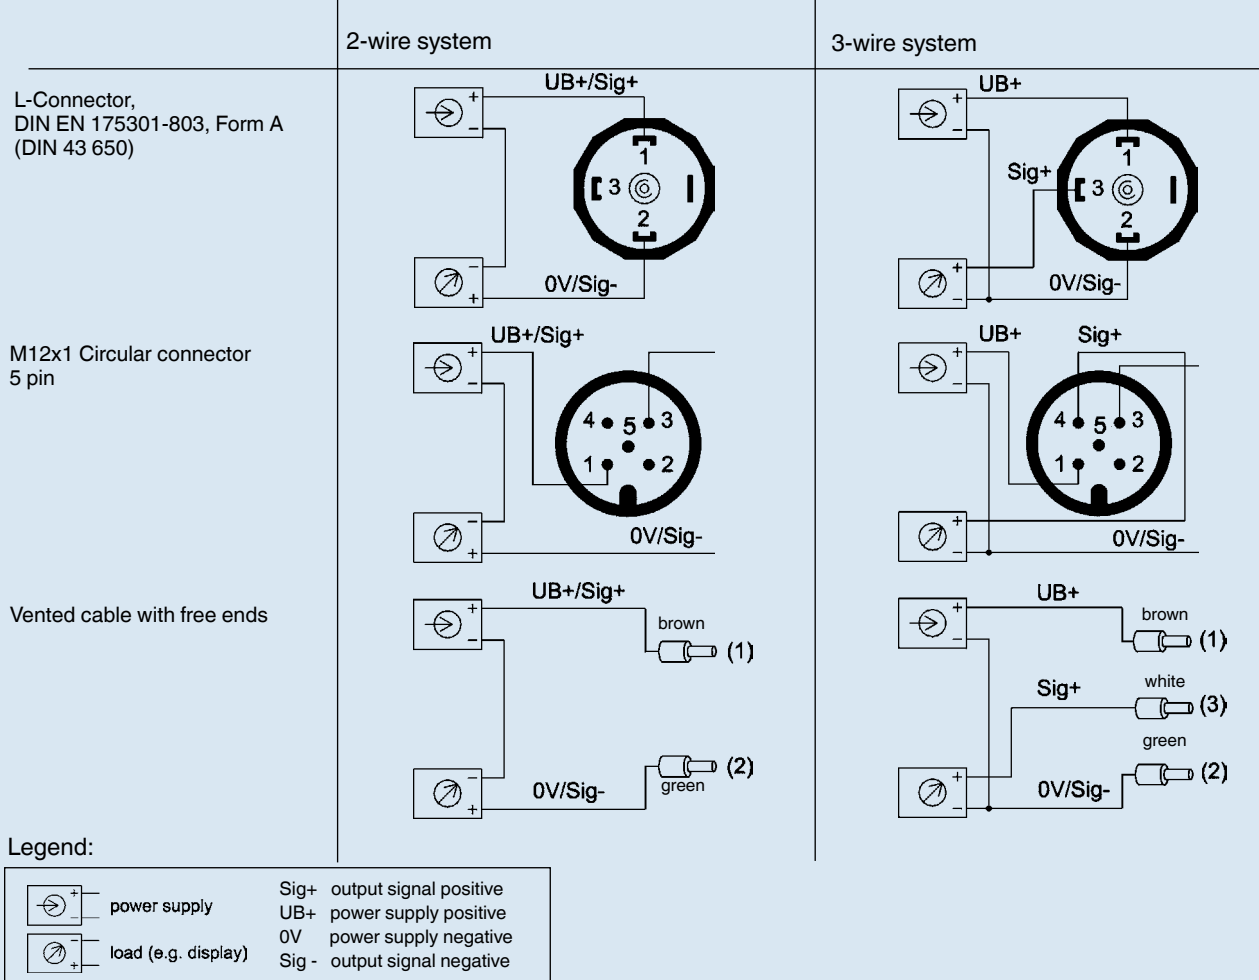 2-wire system
3-wire system
L-Connector,
DIN EN 175301-803, Form A
(DIN 43 650)
UB+/Sig+
+
−
1
3
2
−
+
0V/Sig-
UB+
+
−
Sig+
1
3
2
+
−
0V/Sig-
M12x1 Circular connector
5 pin
UB+/Sig+
+
−
4 5 3
1 2
−
+
0V/Sig-
UB+ Sig+
+
−
4 5 3
1 2
+
−
0V/Sig-
Vented cable with free ends
UB+/Sig+
+
−
brown
(1)
−
+
0V/Sig-
(2)
green
UB+
+
−
brown
(1)
Sig+
white
(3)
green
+
−
0V/Sig-
(2)
Legend:
+
−
power supply
−
+
load (e.g. display)
Sig+ output signal positive
UB+ power supply positive
0V power supply negative
Sig - output signal negative